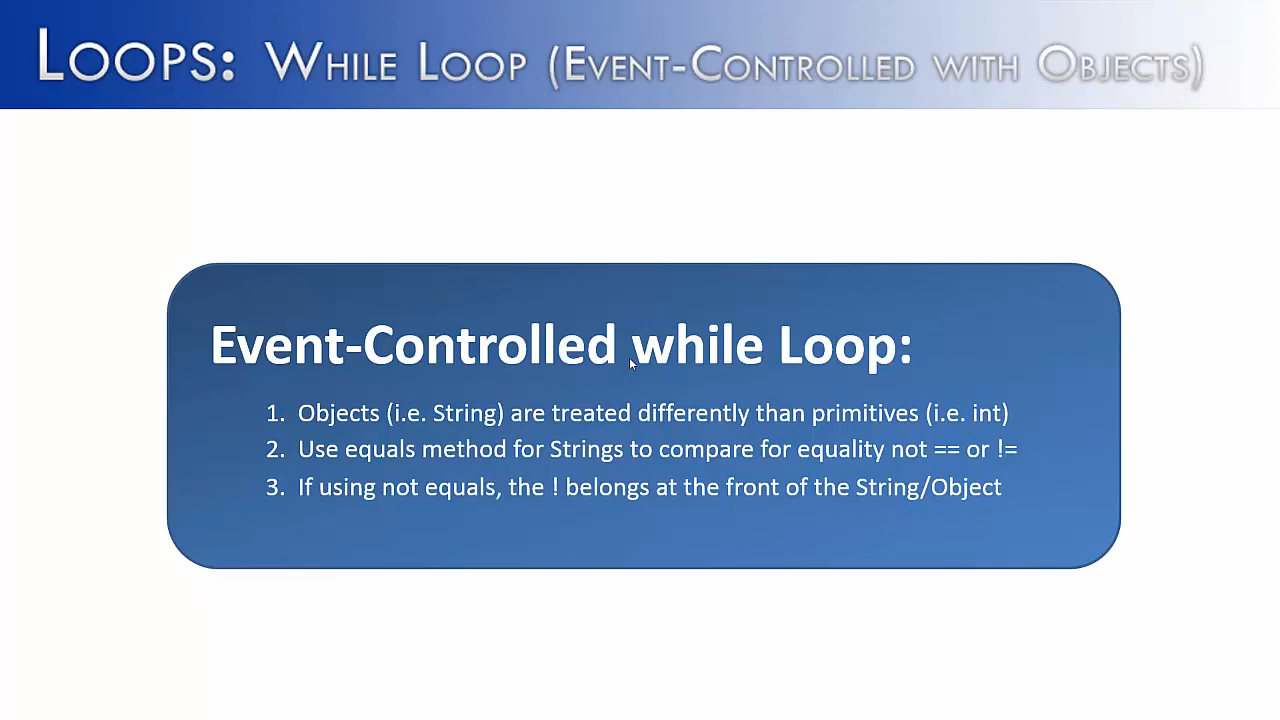 LOOPS: WHILE LOOP (EVENT-CONTROLLED WITH OBJECTS)
Event-Controlled while Loop:
1. Objects (i.e. String) are treated differently than primitives (i.e. int)
2. Use equals method for Strings to compare for equality not == or !=
3. If using not equals, the ! belongs at the front of the String/Object